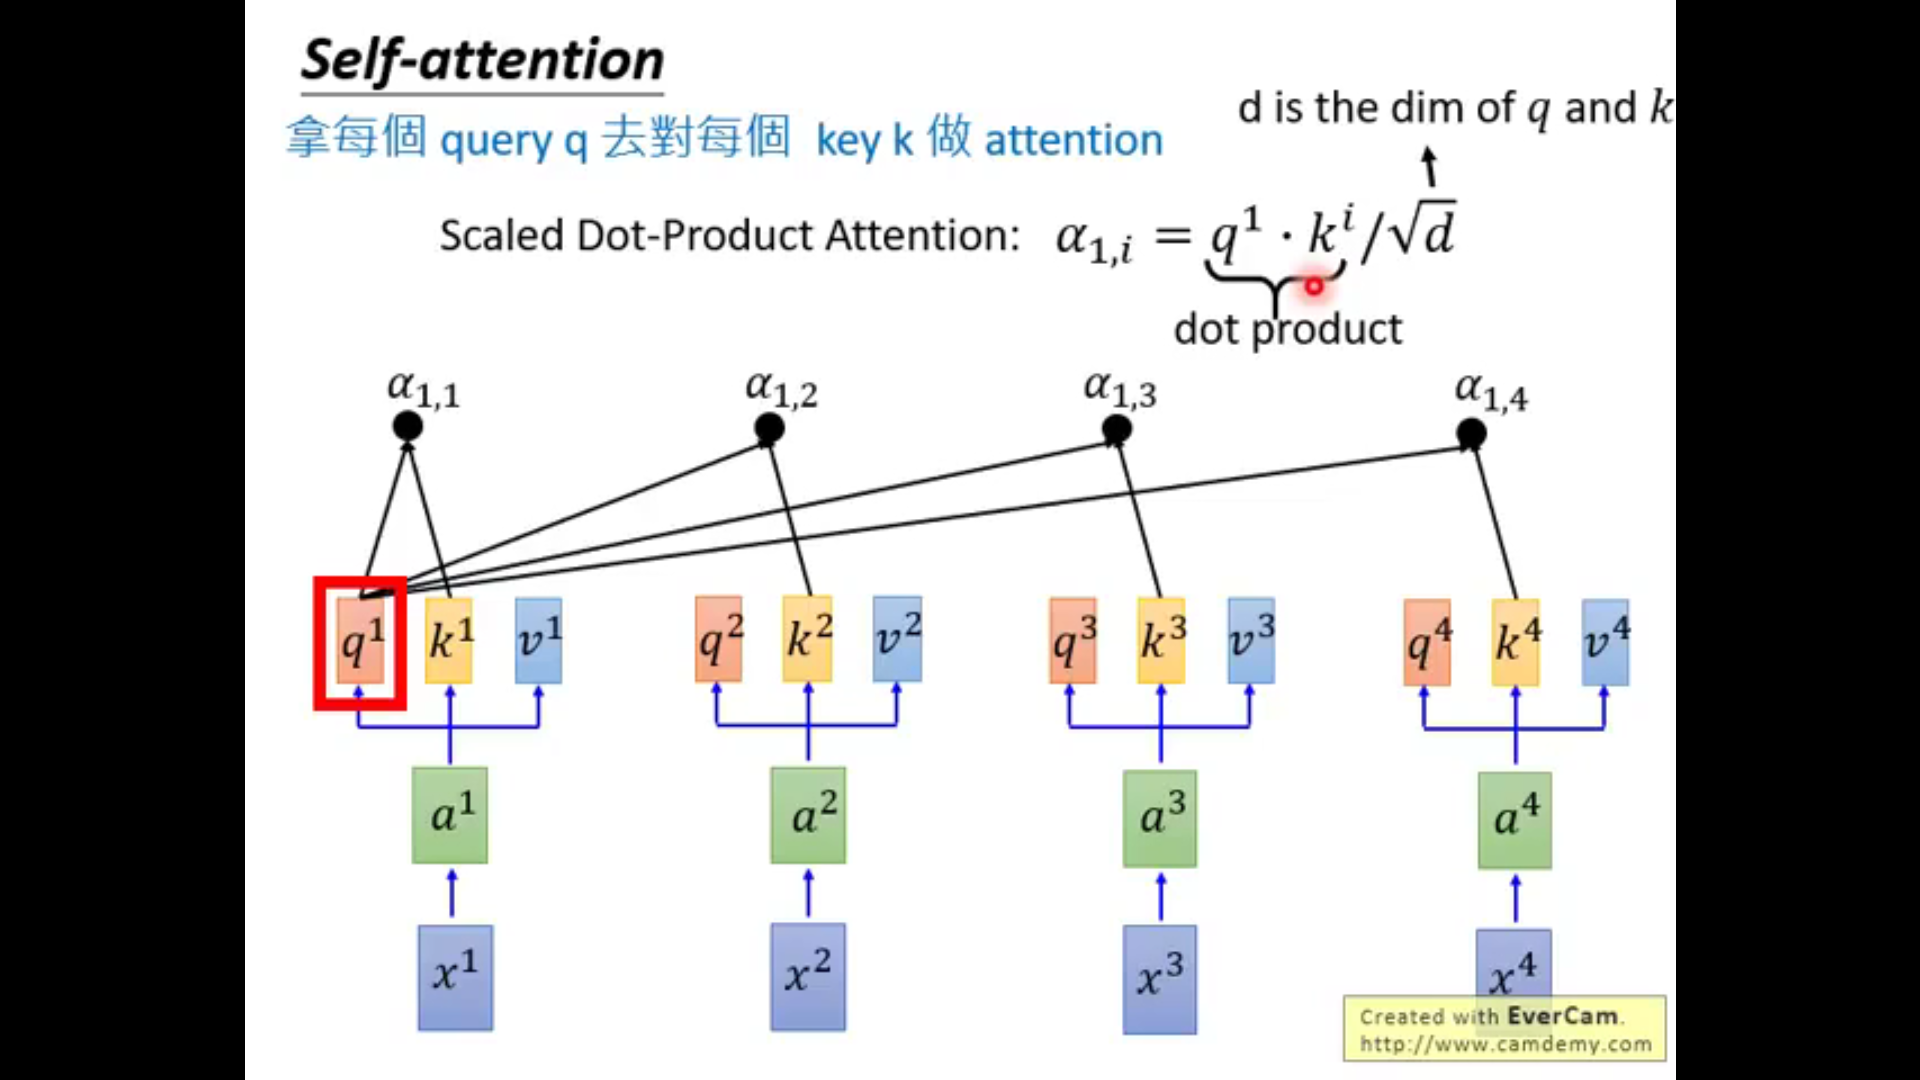 Self-attention
d is the dim of q and k
拿每個 query q 去對每個 key k 做 attention
Scaled Dot-Product Attention: α₁,ᵢ = q¹ · kⁱ/√d
dot product
α₁,₁ α₁,₂ α₁,₃ α₁,₄
q¹ k¹ v¹ q² k² v² q³ k³ v³ q⁴ k⁴ v⁴
a¹ a² a³ a⁴
x¹ x² x³ x⁴
Created with EverCam.
http://www.camdemy.com